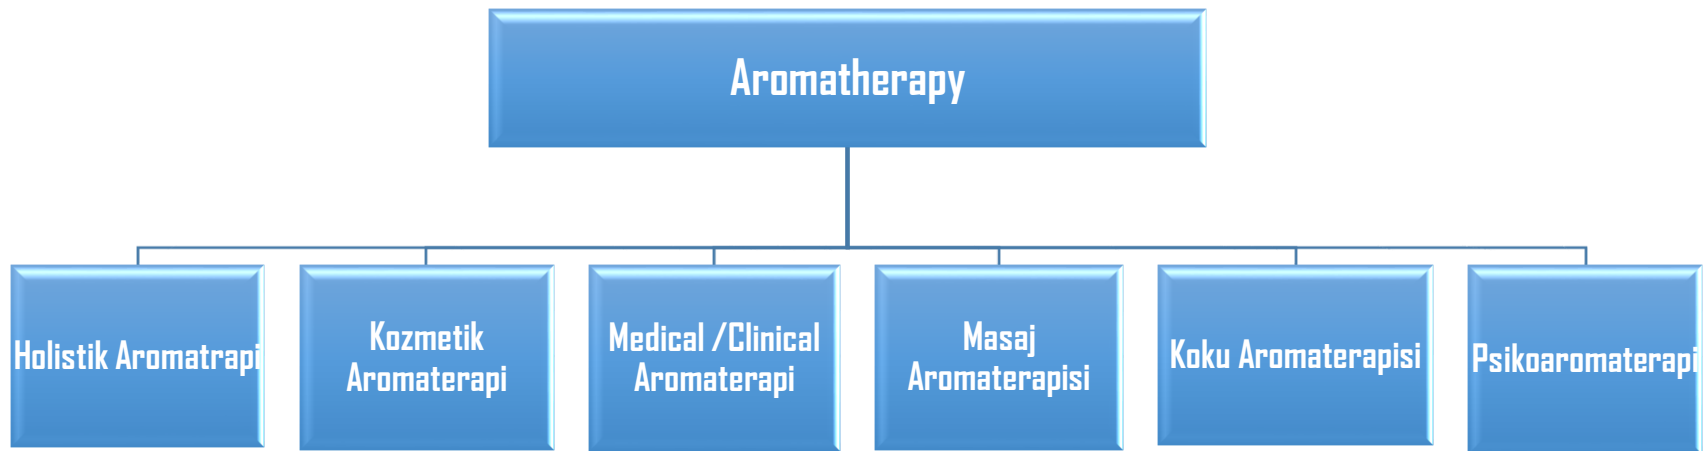 Aromatherapy
Holistik Aromatrapi
Kozmetik
Aromaterapi
Medical /Clinical
Aromaterapi
Masaj
Aromaterapisi
Koku Aromaterapisi
Psikoaromaterapi